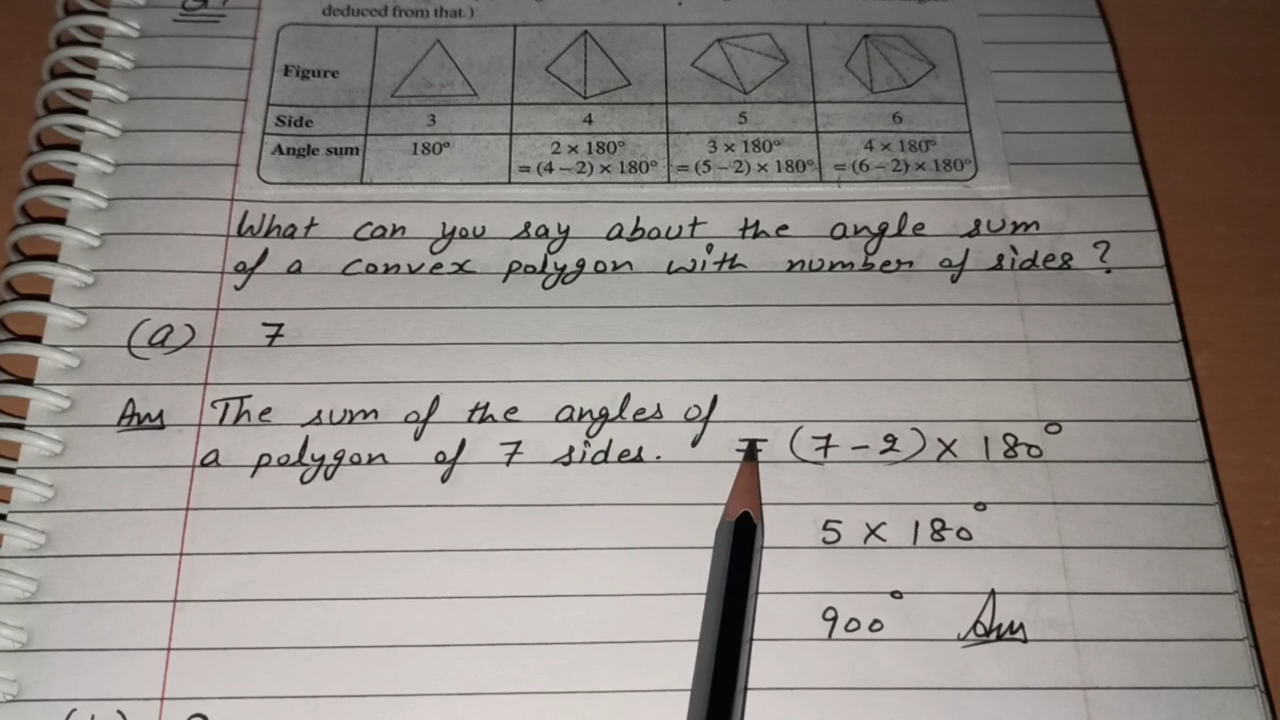 deduced from that.)
Figure
Side 3 4 5 6
Angle sum 180° 2 × 180° 3 × 180° 4 × 180°
= (4 – 2) × 180° = (5 – 2) × 180° = (6 – 2) × 180°
What can you say about the angle sum
of a convex polygon with number of sides?
(a) 7
Ans The sum of the angles of
a polygon of 7 sides. = (7 - 2) × 180°
5 × 180°
900° Ans